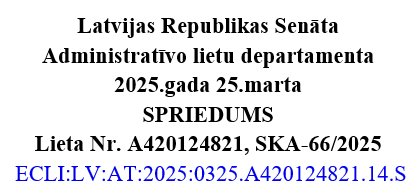 Latvijas Republikas Senāta
Administratīvo lietu departamenta
2025.gada 25.marta
SPRIEDUMS
Lieta Nr. A420124821, SKA-66/2025
ECLI:LV:AT:2025:0325.A420124821.14.S